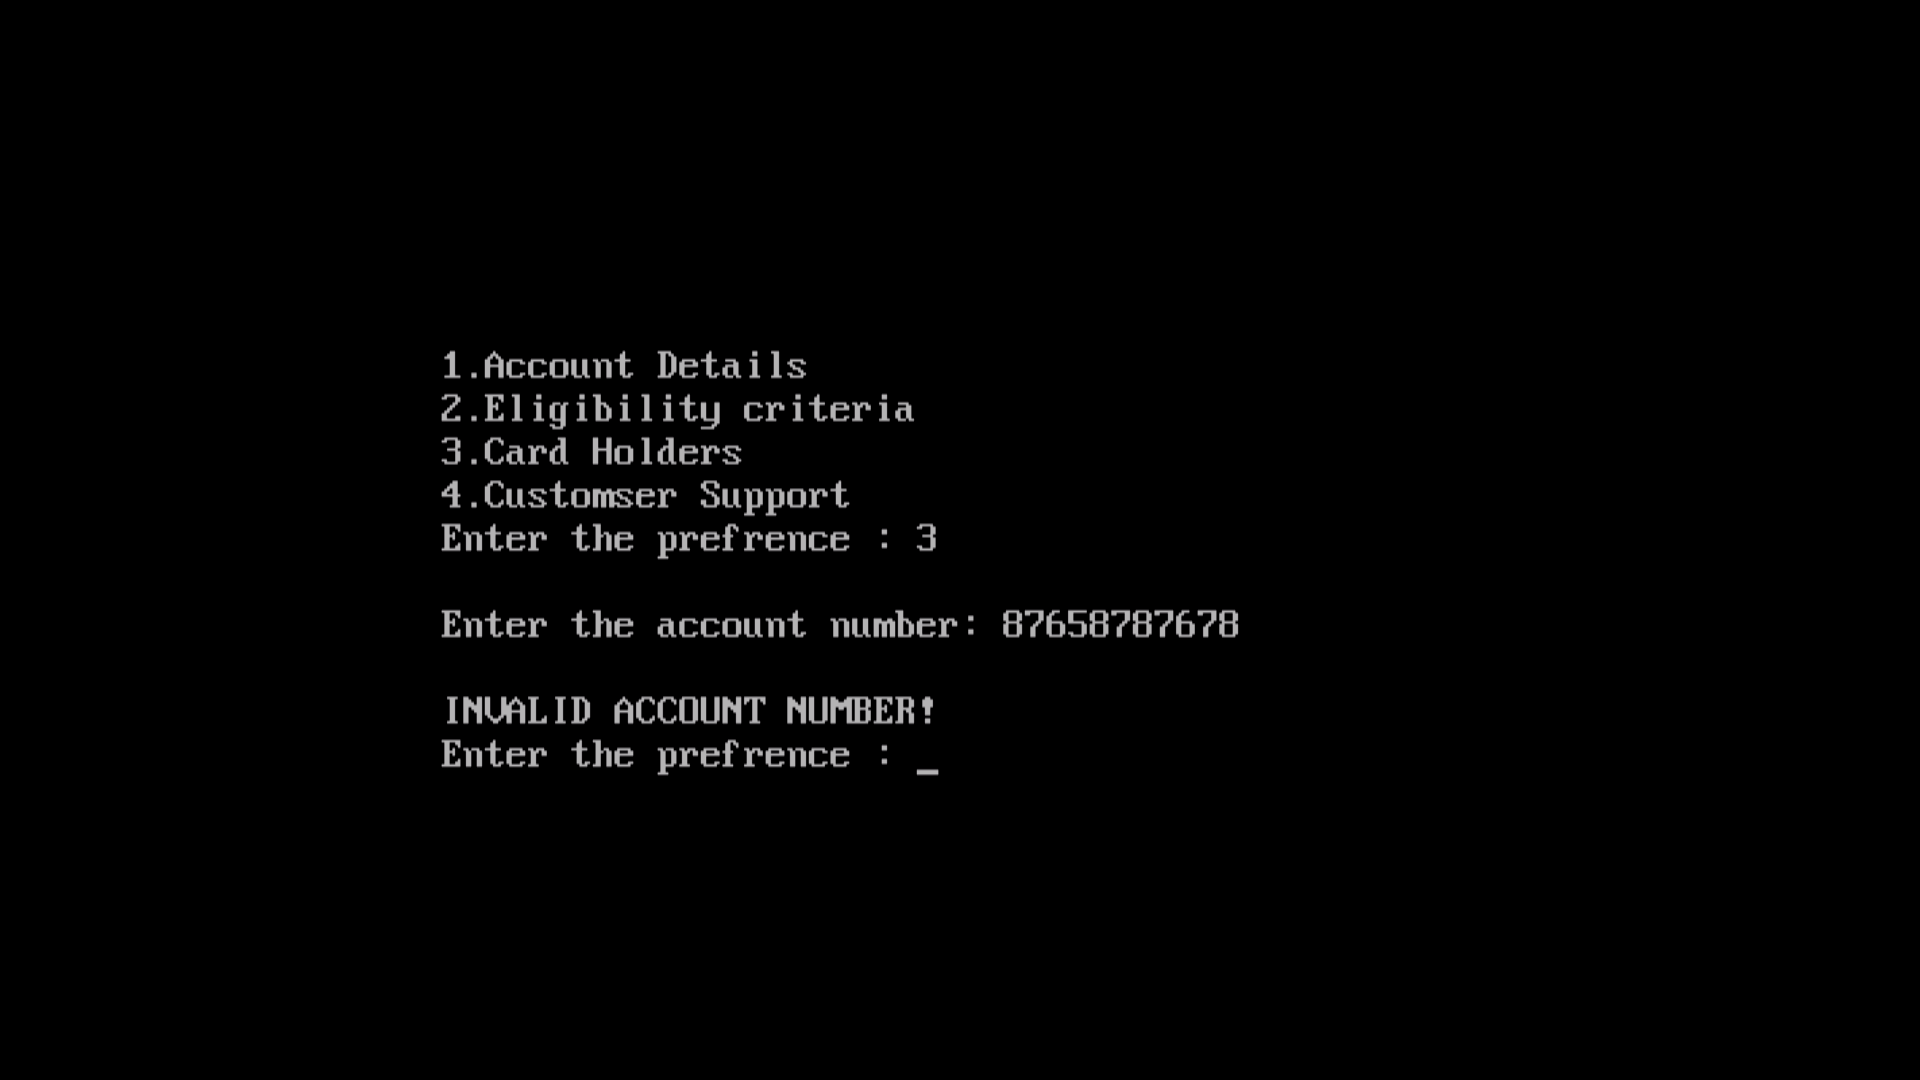 1.Account Details
2.Eligibility criteria
3.Card Holders
4.Customser Support
Enter the prefrence : 3
Enter the account number: 87658787678
INVALID ACCOUNT NUMBER!
Enter the prefrence : _